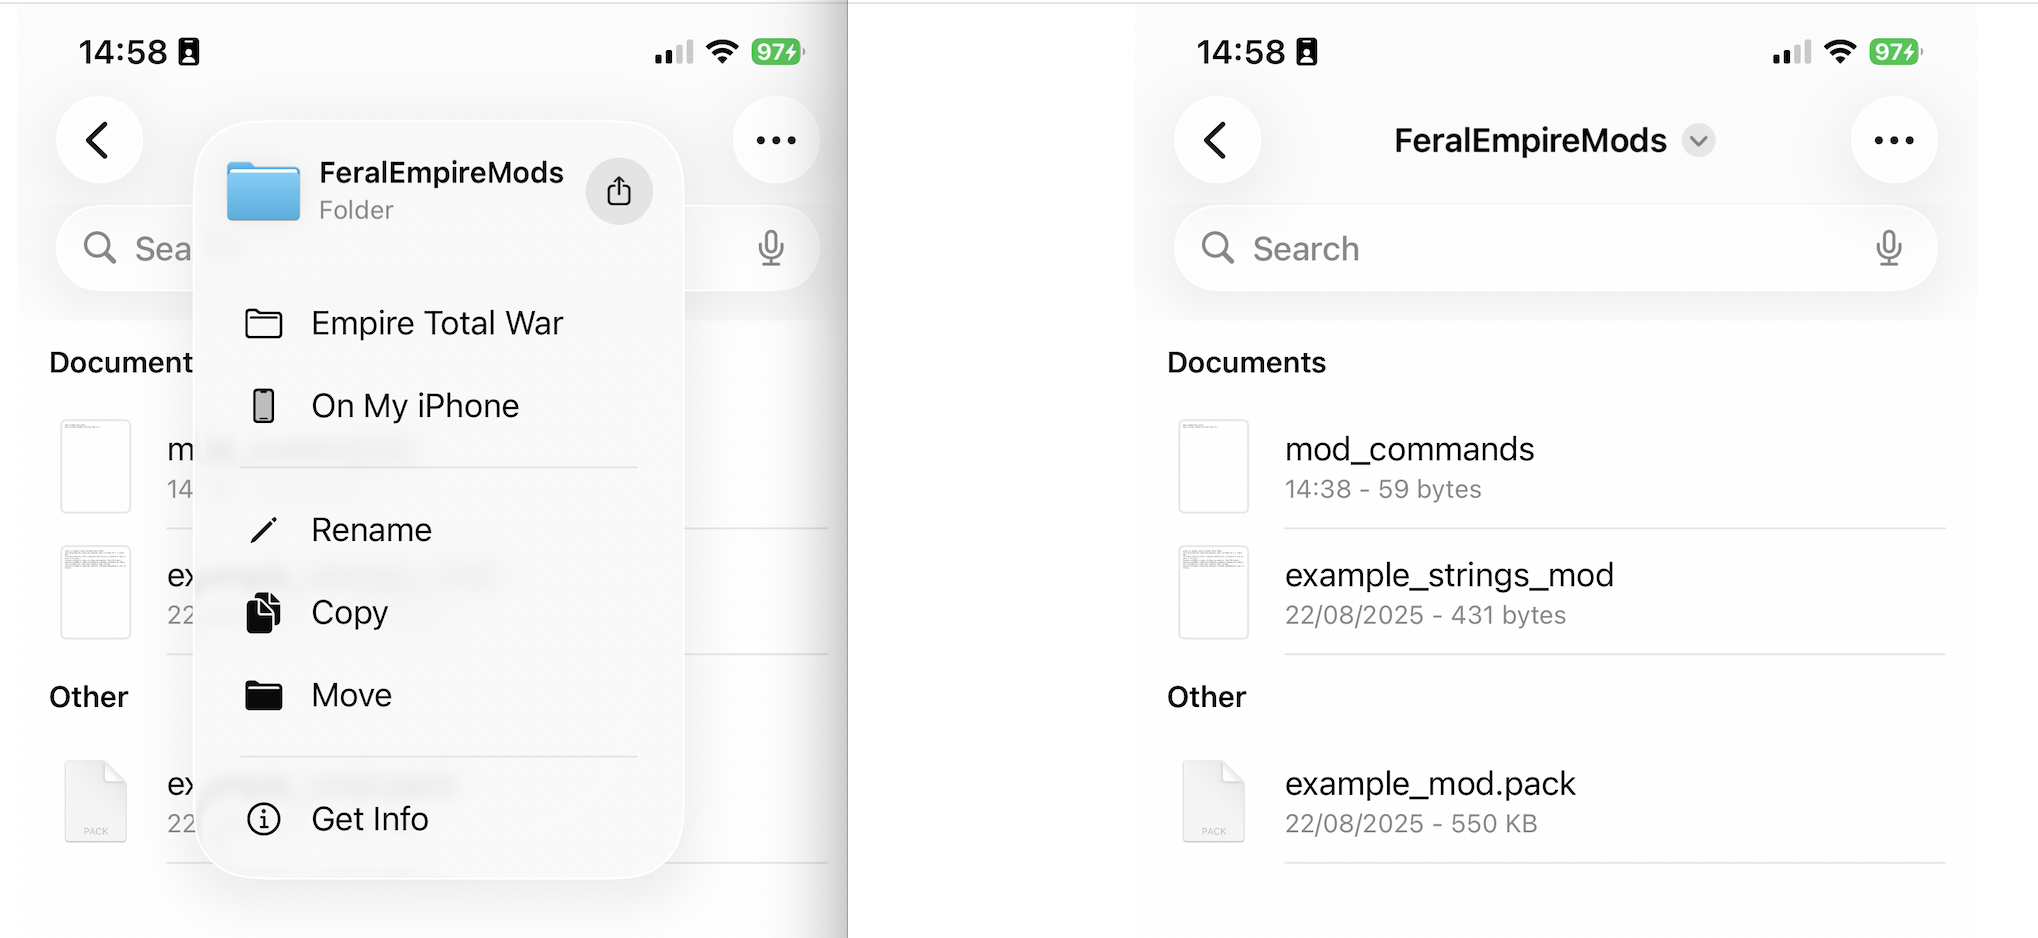 14:58
97
FeralEmpireMods
Folder
Sea
Empire Total War
Document
On My iPhone
m
14
Rename
ex
22
Copy
Move
Other
ex
22
PACK
Get Info
14:58
97
FeralEmpireMods
Search
Documents
mod_commands
14:38 - 59 bytes
example_strings_mod
22/08/2025 - 431 bytes
Other
example_mod.pack
22/08/2025 - 550 KB
PACK